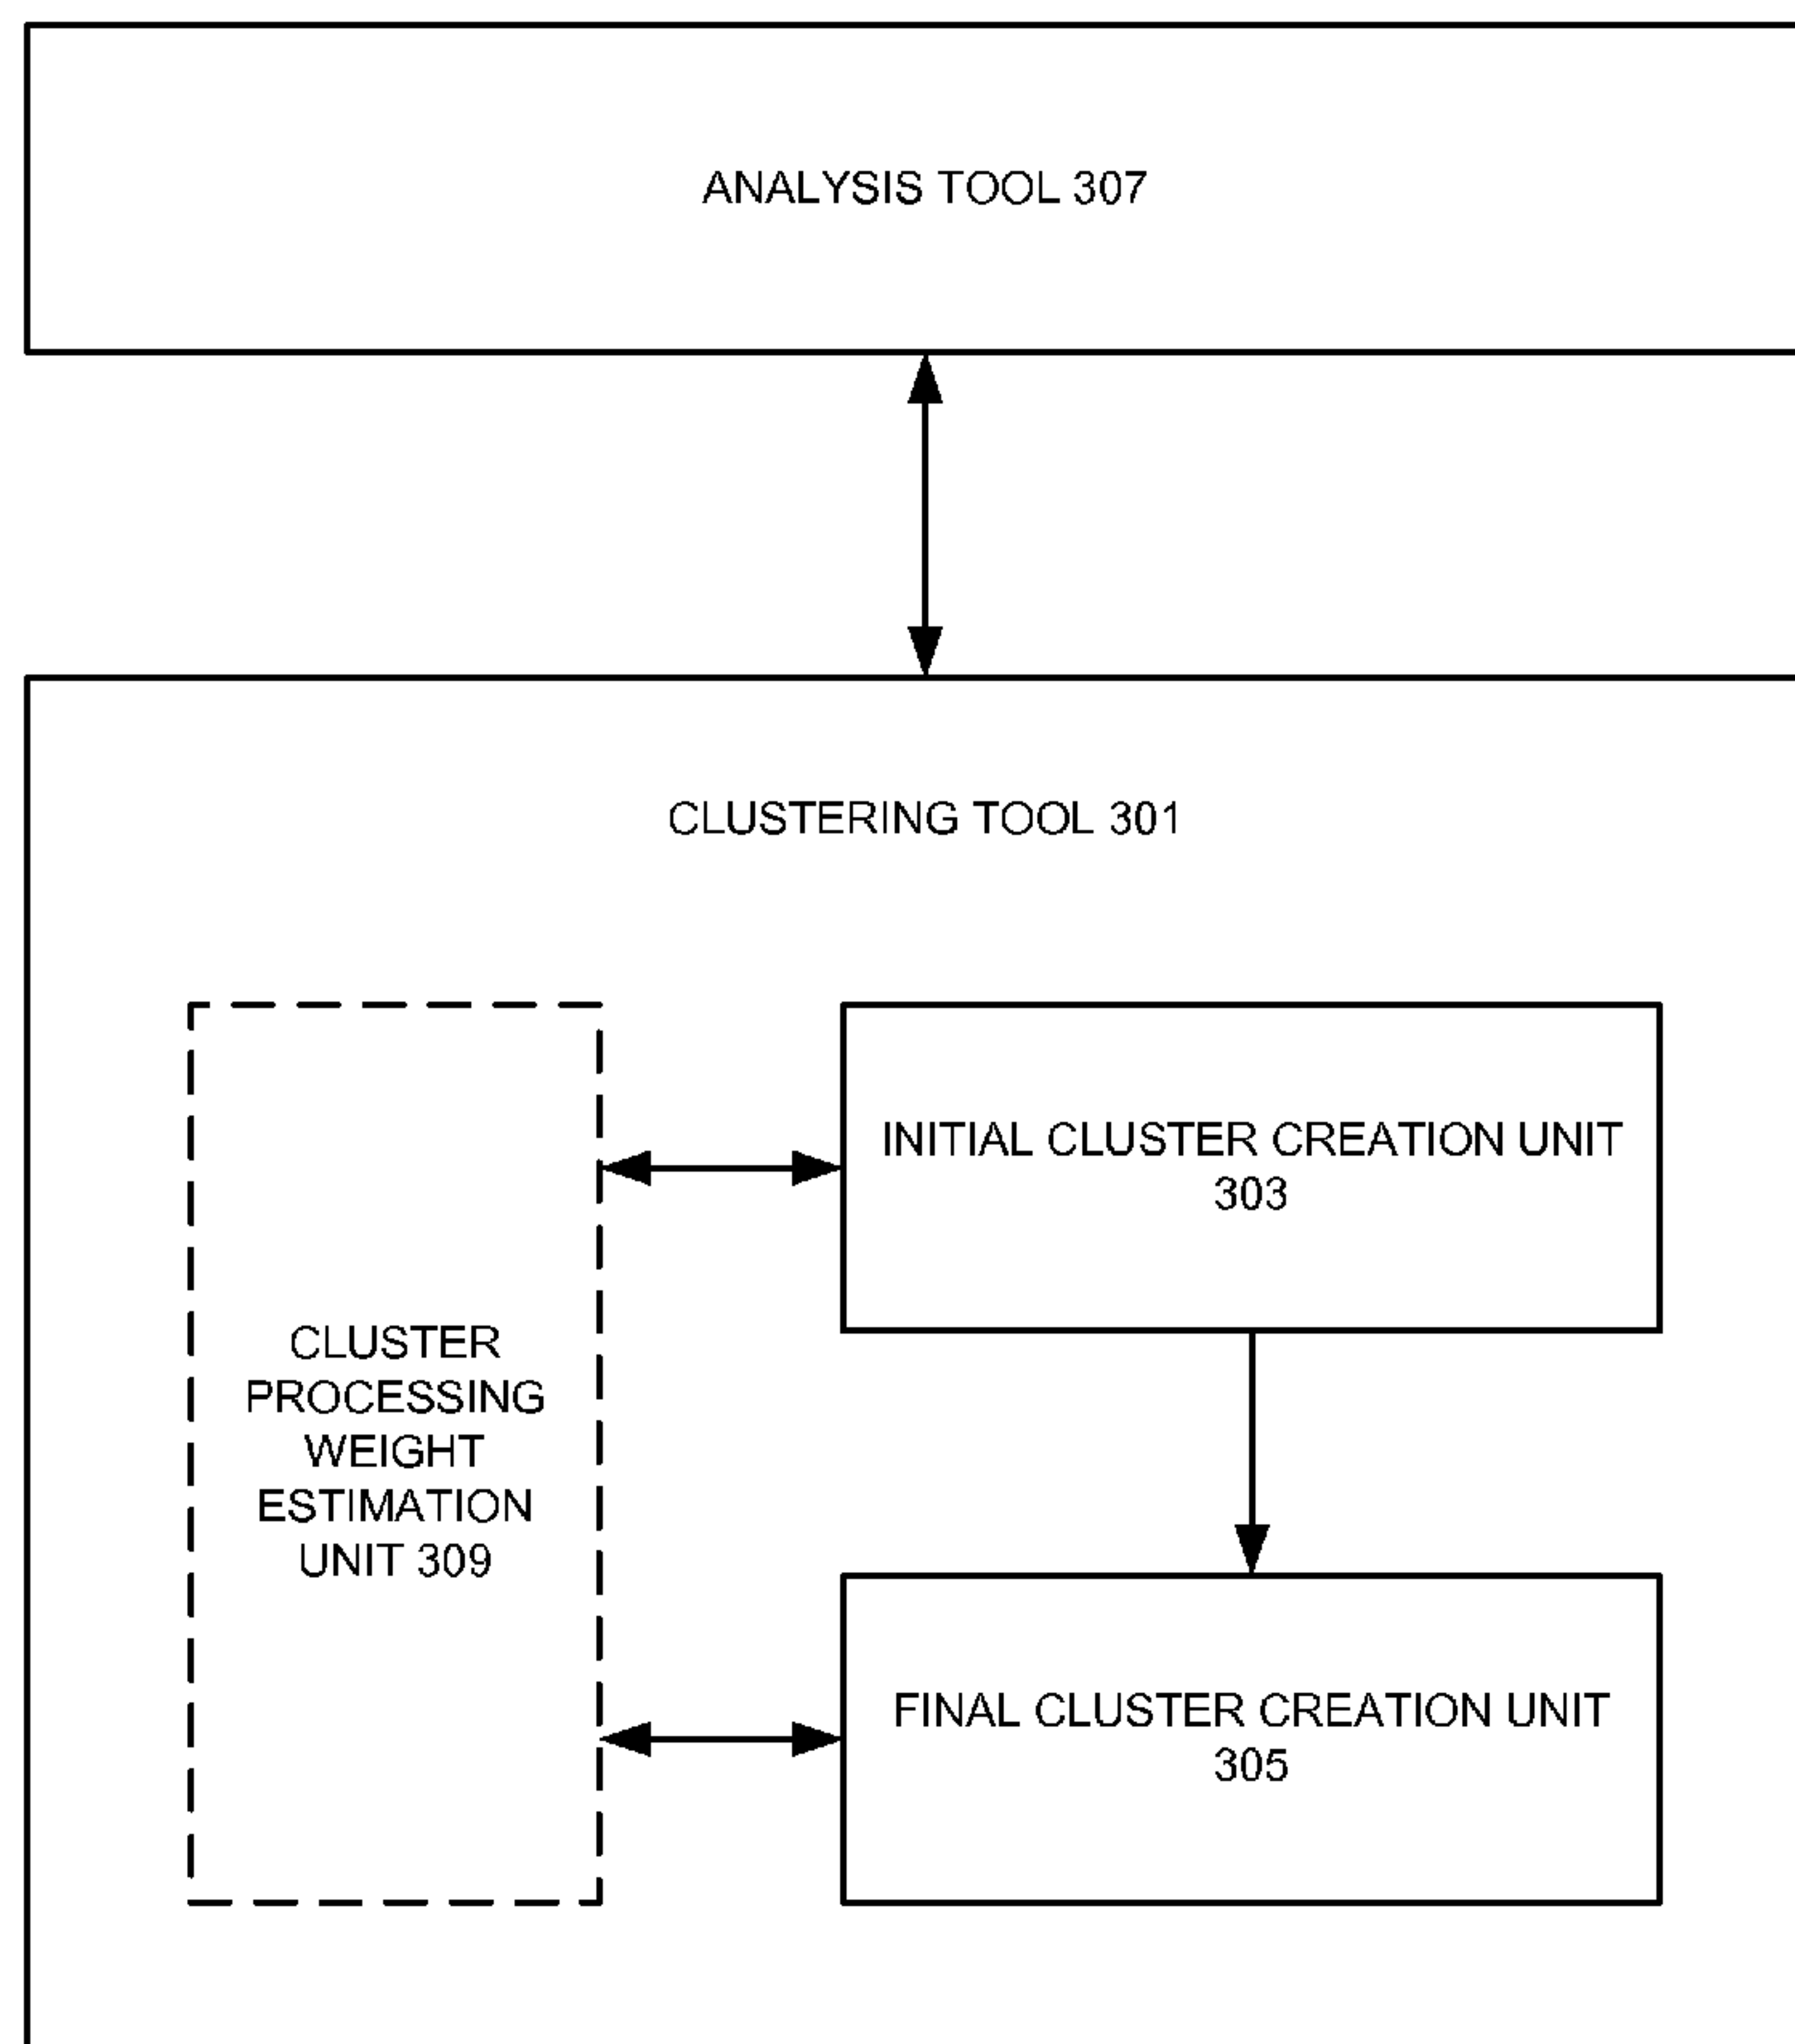 ANALYSIS TOOL 307
CLUSTERING TOOL 301
INITIAL CLUSTER CREATION UNIT
303
CLUSTER
PROCESSING
WEIGHT
ESTIMATION
UNIT 309
FINAL CLUSTER CREATION UNIT
305